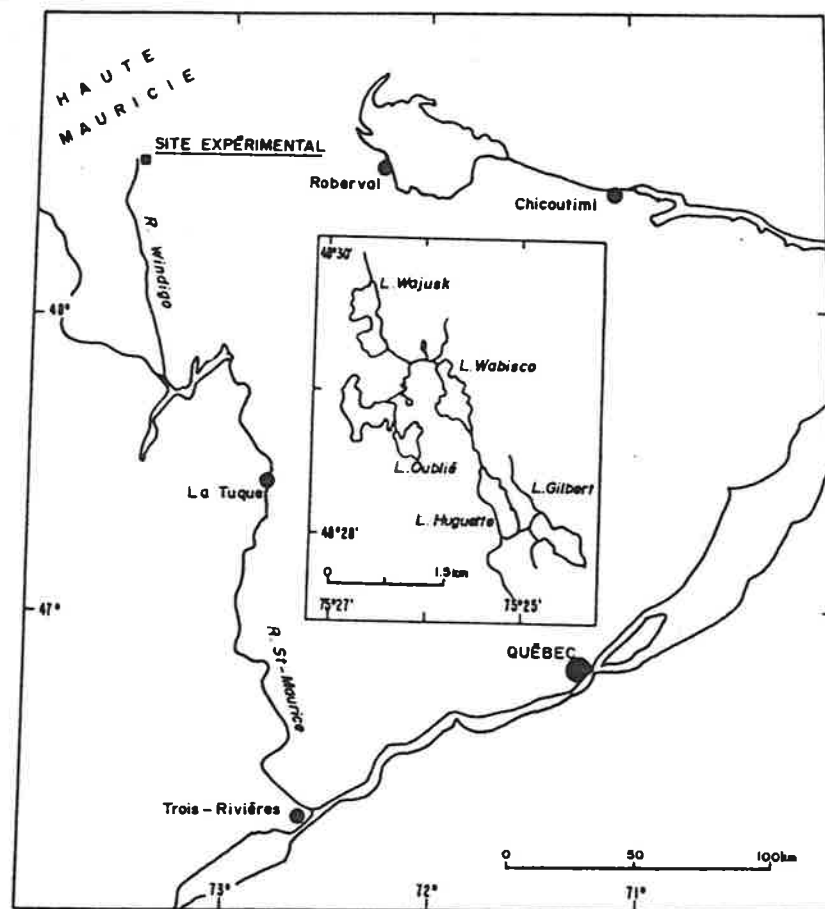 HAUTE
MAURICIE
SITE EXPÉRIMENTAL
Roberval
Chicoutimi
R. Windigo
48°
48°30'
L. Wajusk
L. Wabisco
L. Oublié
L. Gilbert
L. Huguette
48°28'
0 1.5km
75°27' 75°25'
La Tuque
47°
R. St-Maurice
QUÉBEC
Trois-Rivières
0 50 100km
73° 72° 71°